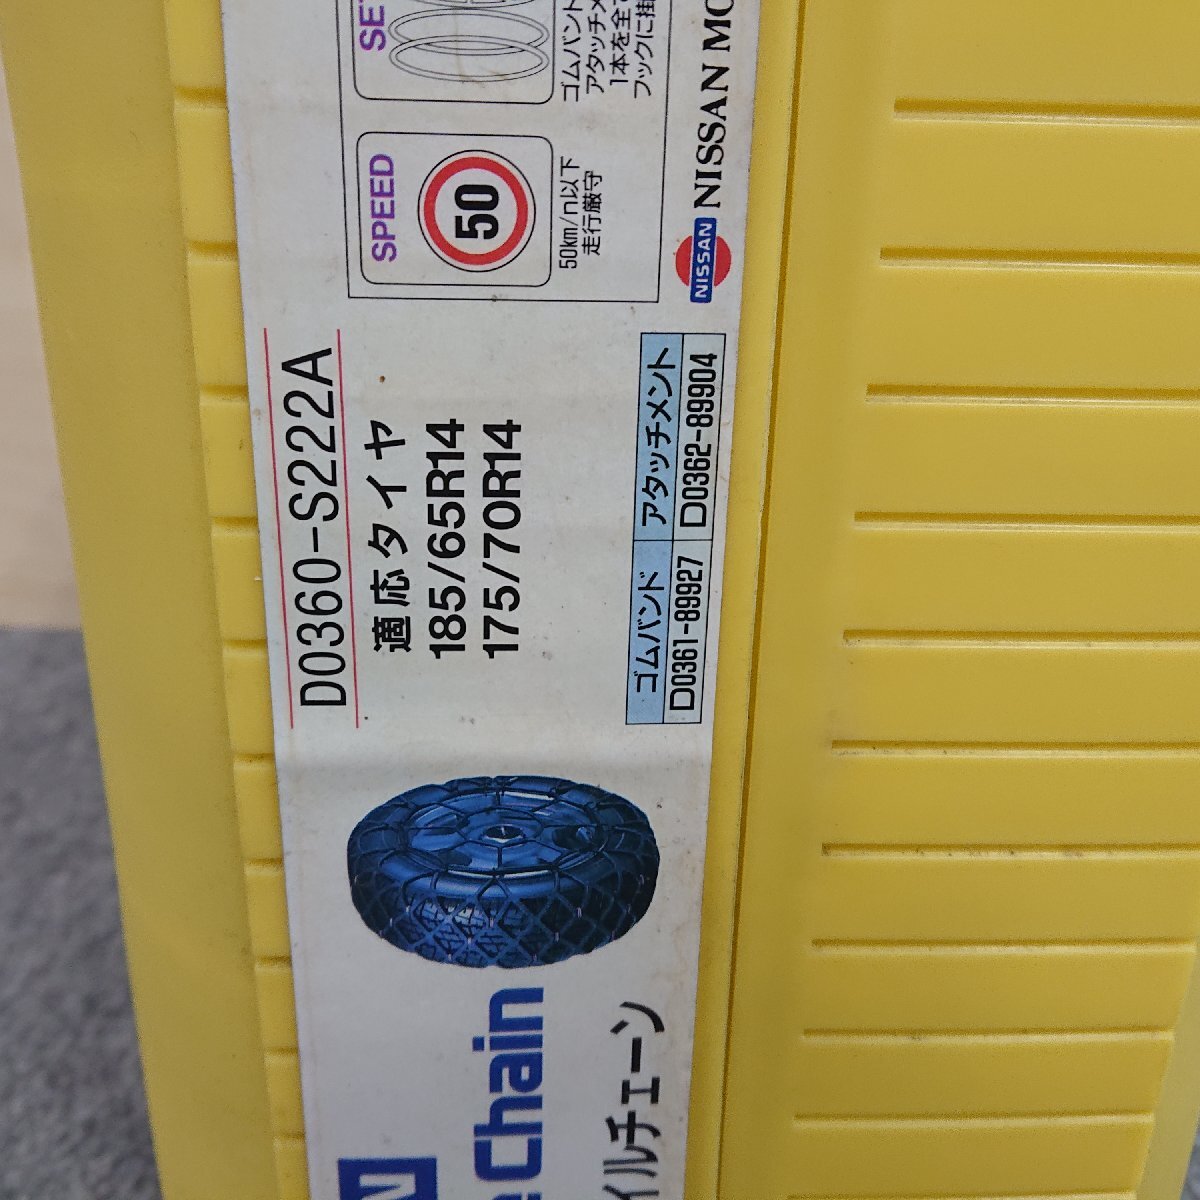 N
e Chain
イルチェーン
D0360-S222A
適応タイヤ
185/65R14
175/70R14
ゴムバンド アタッチメント
D0361-89927 D0362-89904
SPEED
50
50km/h以下
走行厳守
SE
ゴムバンド
アタッチメ
1本を全て
フックに掛
NISSAN
NISSAN MO